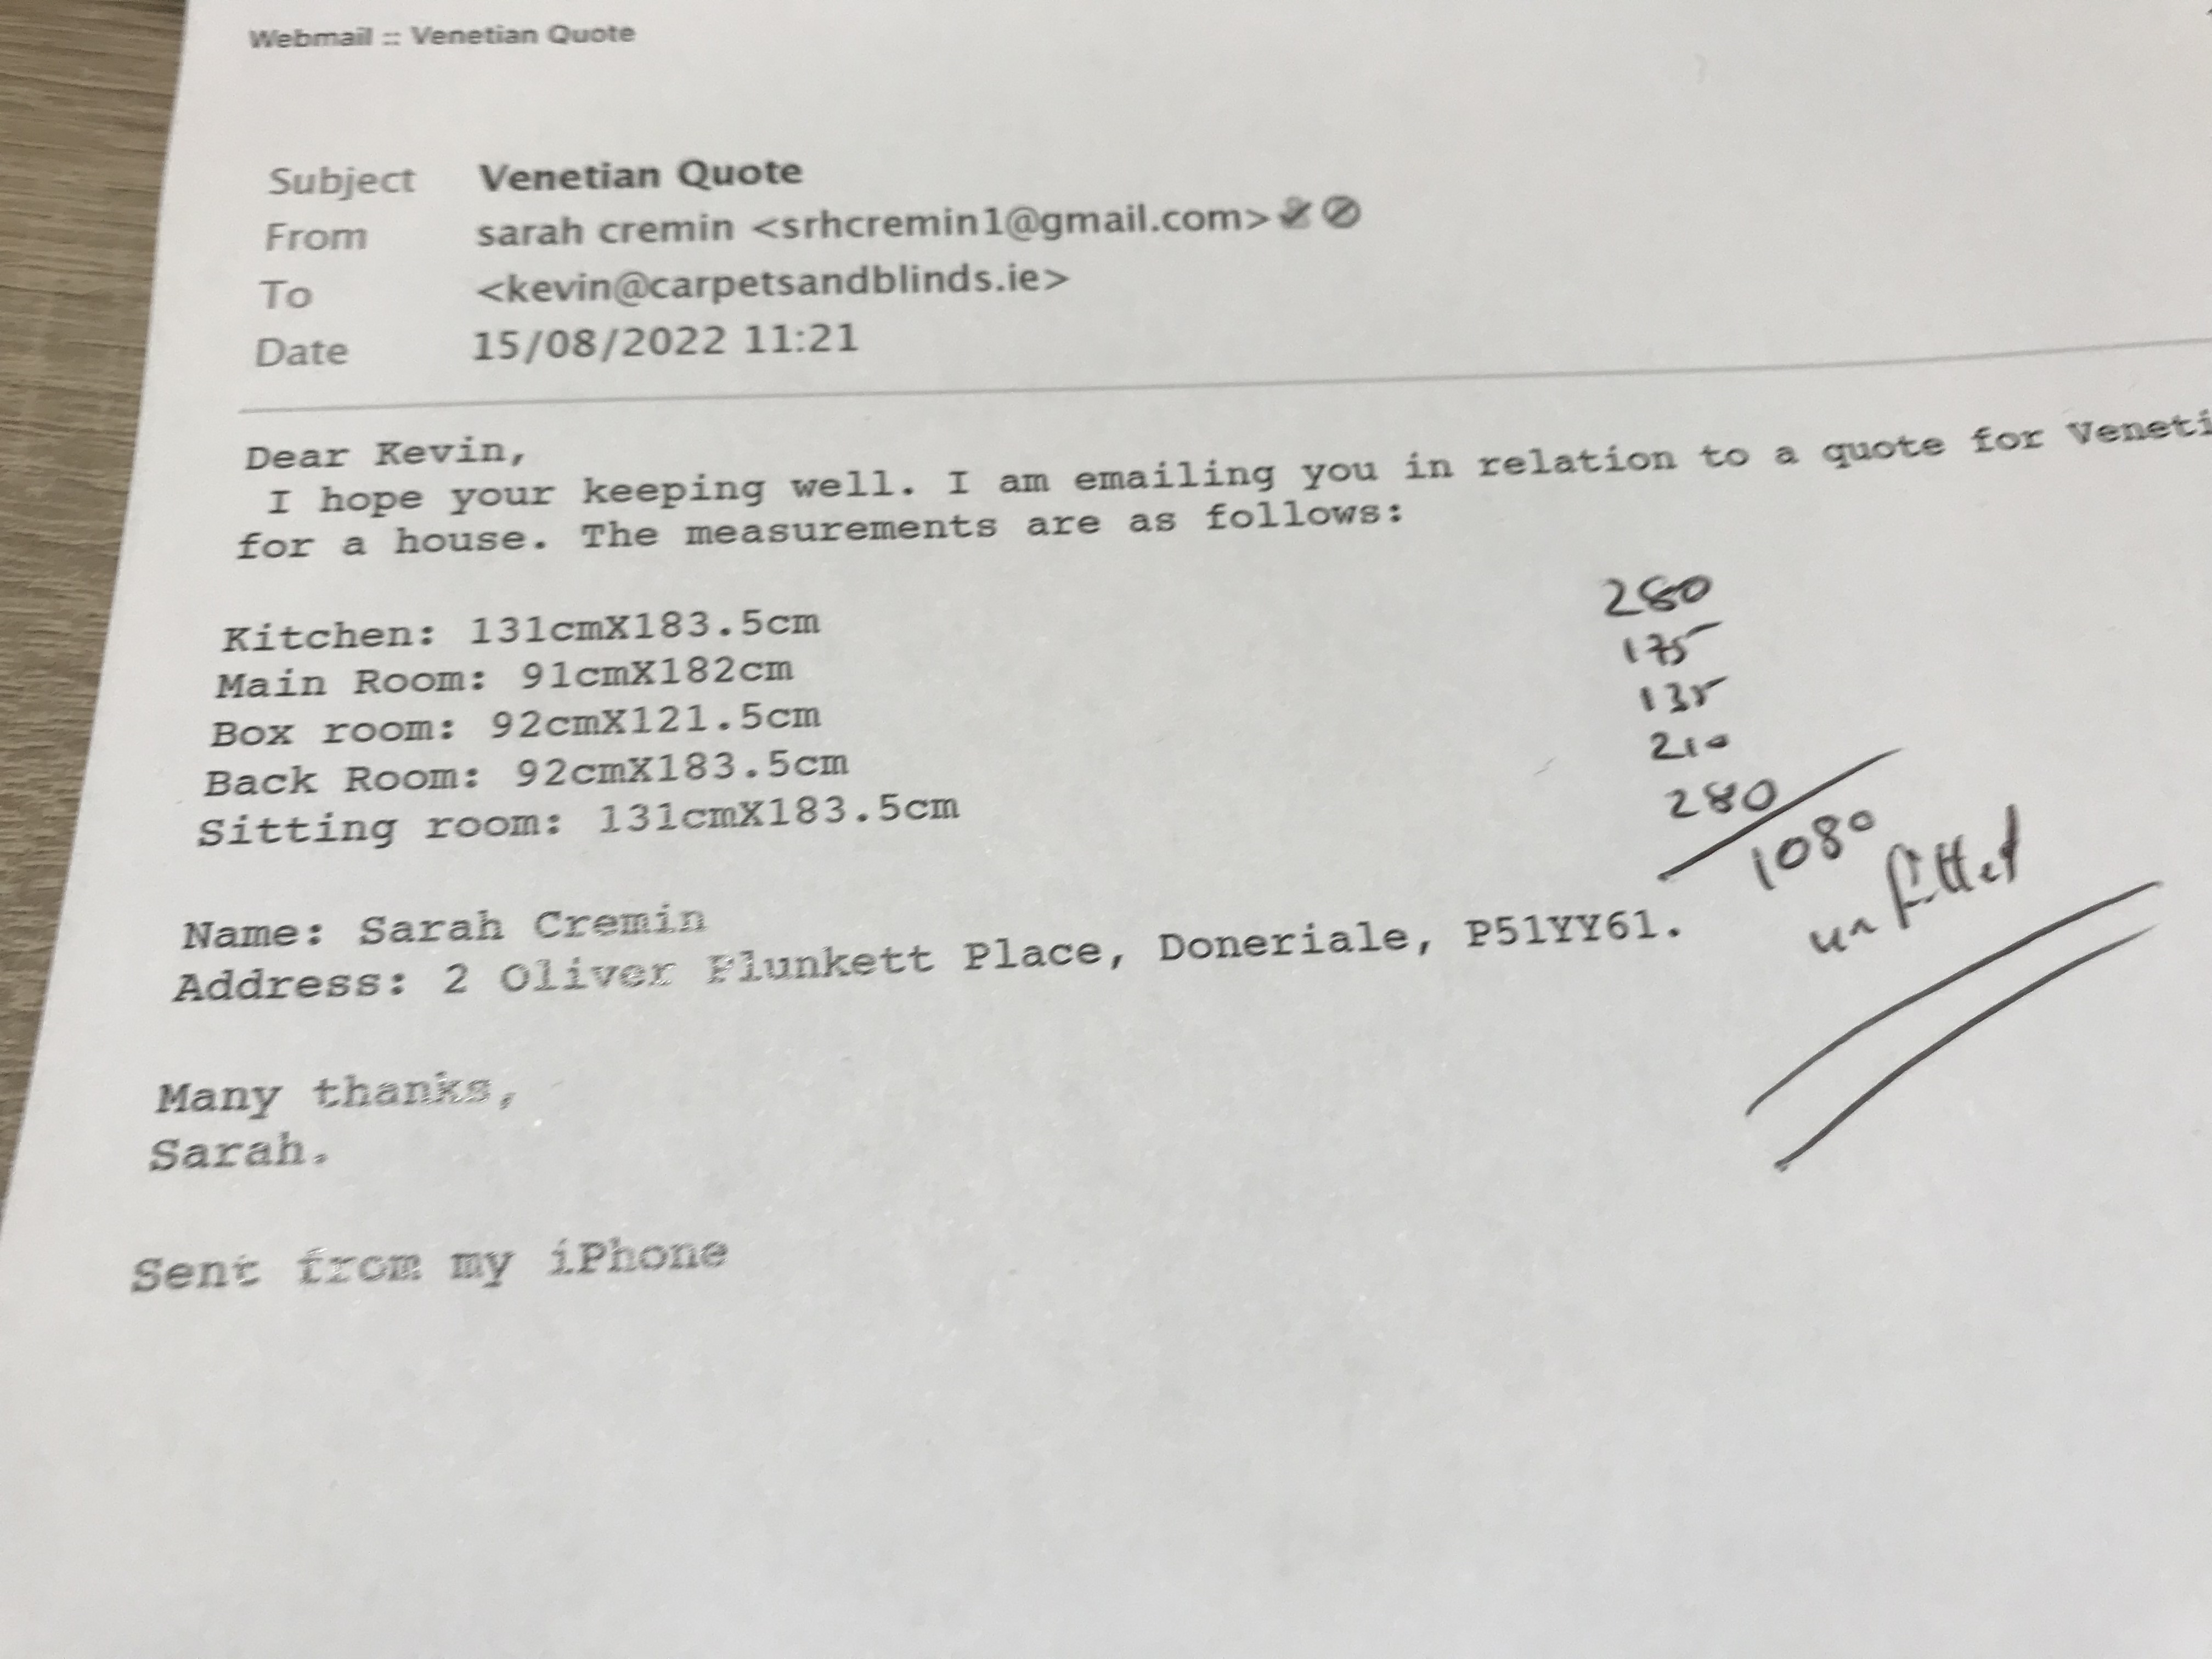 Webmail :: Venetian Quote
Subject Venetian Quote
From sarah cremin <srhcremin1@gmail.com>
To <kevin@carpetsandblinds.ie>
Date 15/08/2022 11:21
Dear Kevin,
I hope your keeping well. I am emailing you in relation to a quote for Veneti
for a house. The measurements are as follows:
Kitchen: 131cmX183.5cm 280
Main Room: 91cmX182cm 175
Box room: 92cmX121.5cm 135
Back Room: 92cmX183.5cm 210
Sitting room: 131cmX183.5cm 280
1080
unfitted
Name: Sarah Cremin
Address: 2 Oliver Plunkett Place, Doneriale, P51YY61.
Many thanks,
Sarah.
Sent from my iPhone